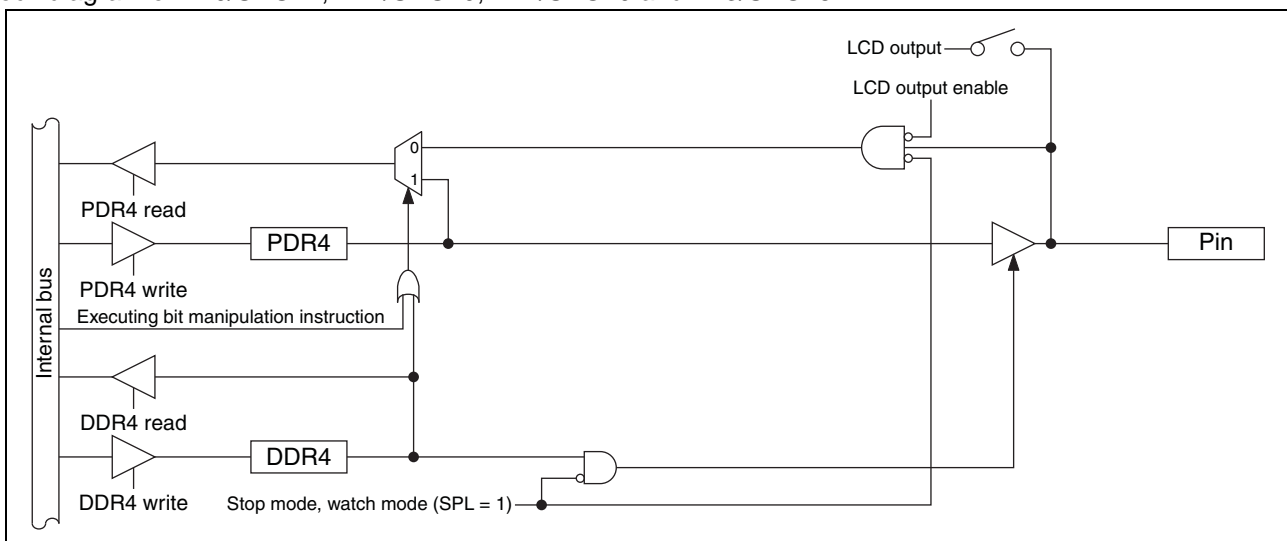 LCD output
LCD output enable
0
1
PDR4 read
PDR4
Pin
PDR4 write
Executing bit manipulation instruction
Internal bus
DDR4 read
DDR4
DDR4 write
Stop mode, watch mode (SPL = 1)